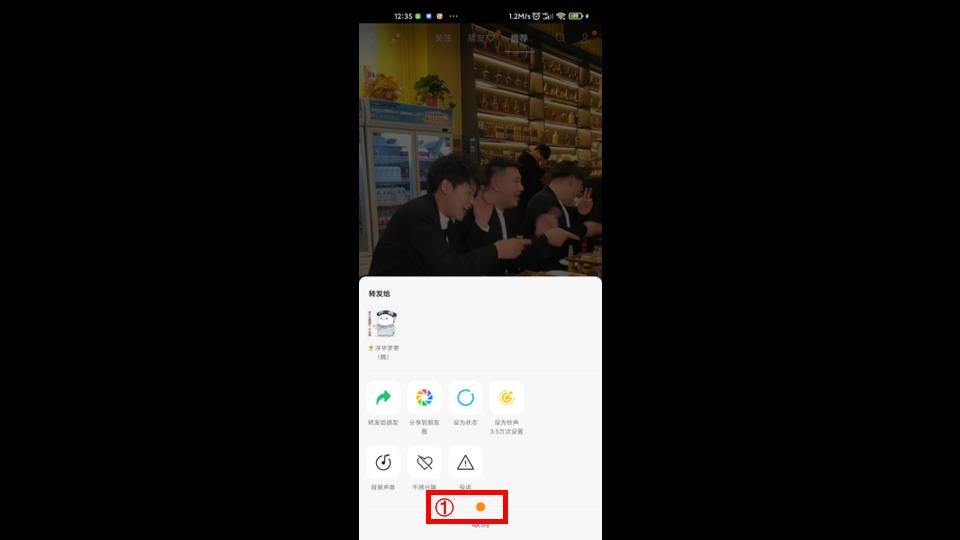 12:35
1.2M/s
关注
朋友
推荐
转发给
浮华梦萦
转发给朋友
分享到朋友圈
设为状态
设为铃声
3.5万次设置
背景声音
不感兴趣
投诉
①
取消